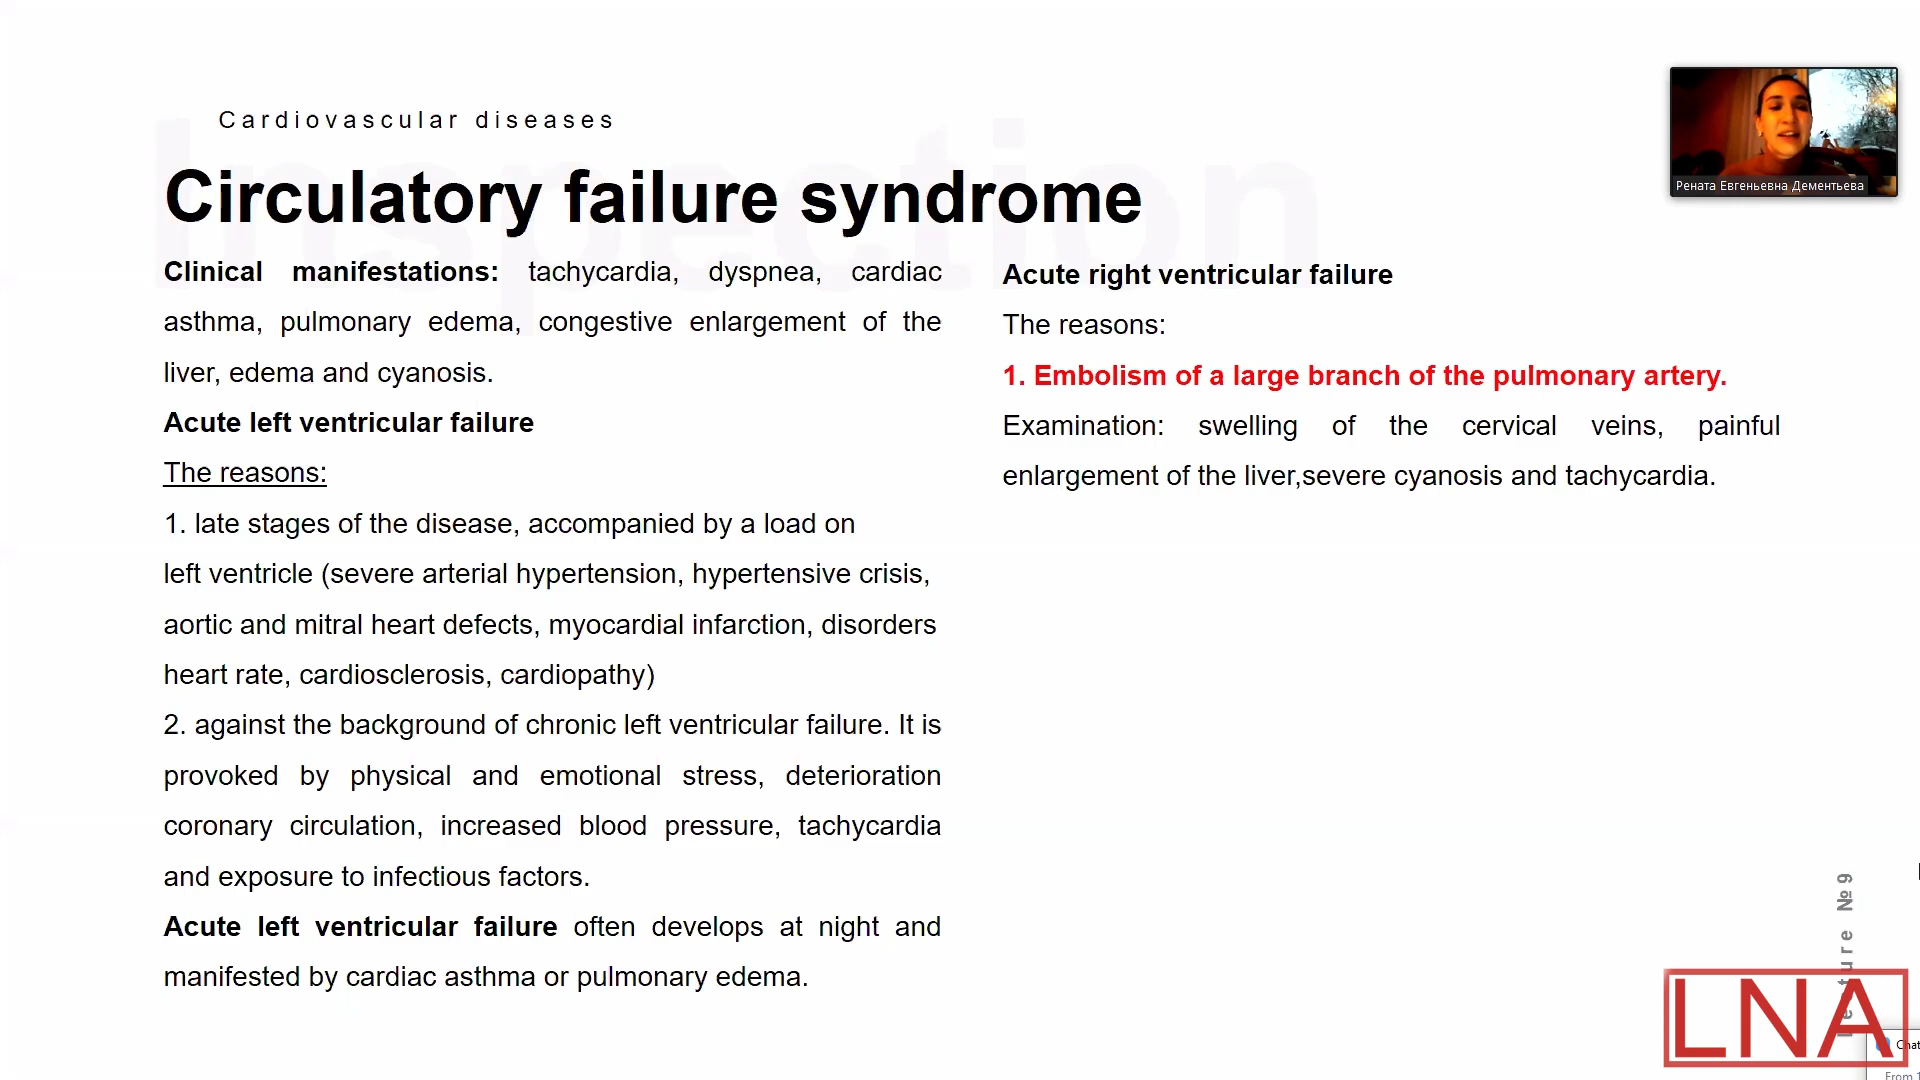 Cardiovascular diseases
Inspection
Circulatory failure syndrome
Clinical manifestations: tachycardia, dyspnea, cardiac
asthma, pulmonary edema, congestive enlargement of the
liver, edema and cyanosis.
Acute left ventricular failure
The reasons:
1. late stages of the disease, accompanied by a load on
left ventricle (severe arterial hypertension, hypertensive crisis,
aortic and mitral heart defects, myocardial infarction, disorders
heart rate, cardiosclerosis, cardiopathy)
2. against the background of chronic left ventricular failure. It is
provoked by physical and emotional stress, deterioration
coronary circulation, increased blood pressure, tachycardia
and exposure to infectious factors.
Acute left ventricular failure often develops at night and
manifested by cardiac asthma or pulmonary edema.
Acute right ventricular failure
The reasons:
1. Embolism of a large branch of the pulmonary artery.
Examination: swelling of the cervical veins, painful
enlargement of the liver,severe cyanosis and tachycardia.
Рената Евгеньевна Дементьева
Lecture №9
LNA
Chat
From 1